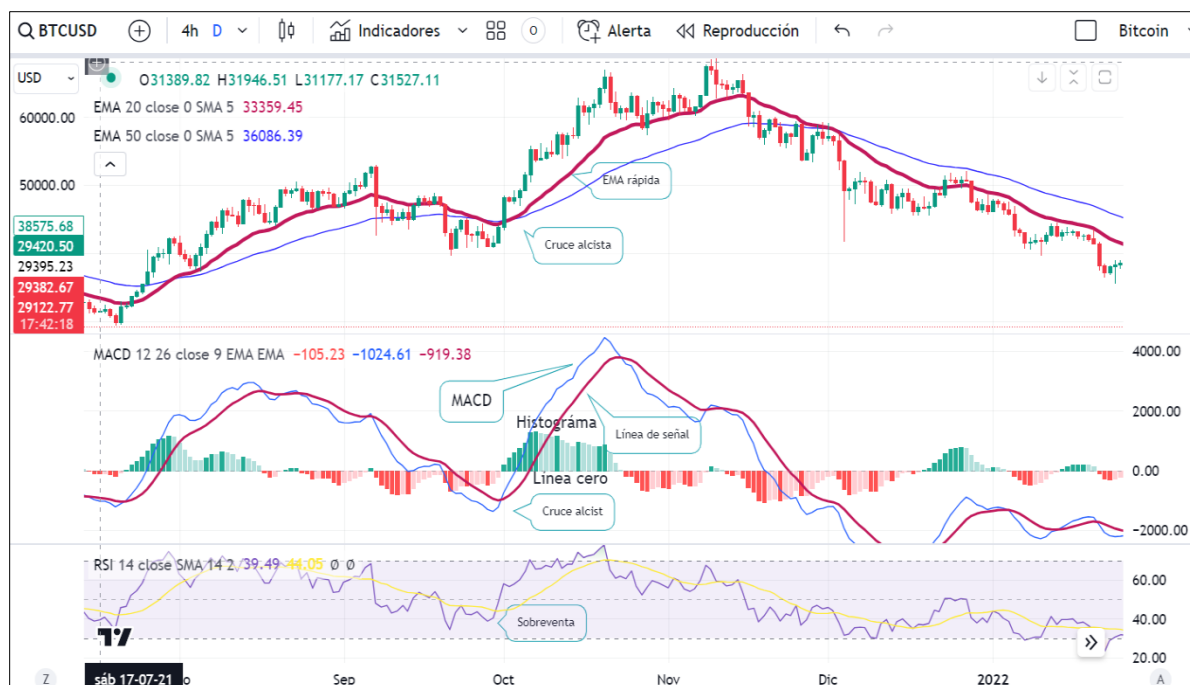 BTCUSD 4h D Indicadores O Alerta Reproducción Bitcoin
USD
O31389.82 H31946.51 L31177.17 C31527.11
EMA 20 close 0 SMA 5 33359.45
EMA 50 close 0 SMA 5 36086.39
60000.00
50000.00
EMA rápida
Cruce alcista
38575.68
29420.50
29395.23
29382.67
29122.77
17:42:18
MACD 12 26 close 9 EMA EMA −105.23 −1024.61 −919.38
4000.00
MACD
2000.00
Histográma
Línea de señal
0.00
Línea cero
Cruce alcist
−2000.00
RSI 14 close SMA 14 2 39.49 44.05 Ø Ø
60.00
40.00
Sobreventa
20.00
Z sáb 17-07-21 o Sep Oct Nov Dic 2022 A